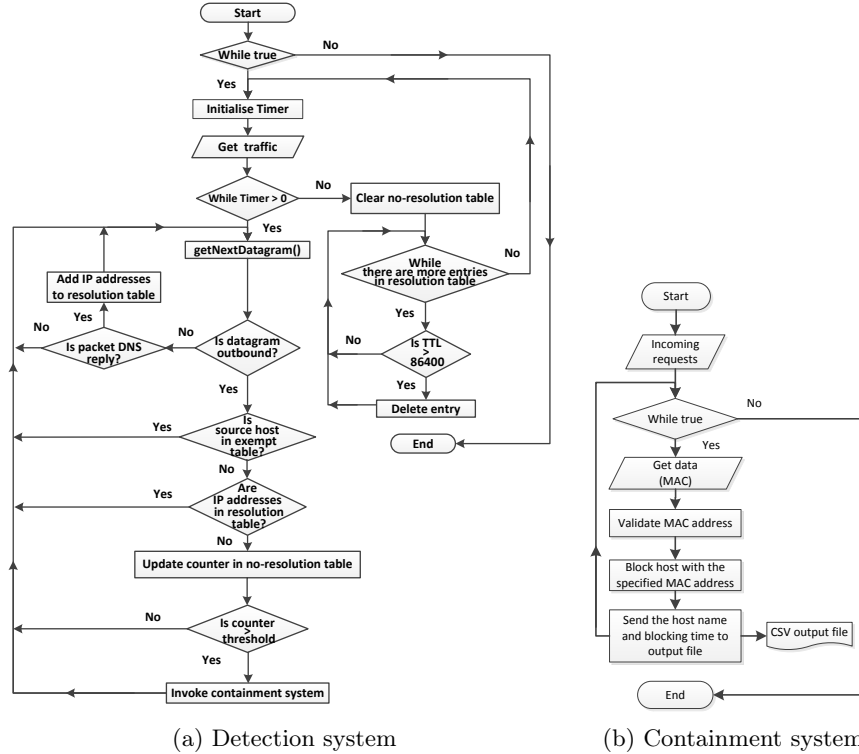 Start
While true
No
Yes
Initialise Timer
Get traffic
While Timer > 0
No
Clear no-resolution table
Yes
getNextDatagram()
While
there are more entries
in resolution table
No
Add IP addresses
to resolution table
Yes
No
Is packet DNS
reply?
No
Is datagram
outbound?
Yes
Yes
Is TTL
>
86400
No
Yes
Delete entry
End
Is
source host
in exempt
table?
Yes
No
Are
IP addresses
in resolution
table?
Yes
No
Update counter in no-resolution table
Is counter
>
threshold
No
Yes
Invoke containment system
(a) Detection system
Start
Incoming
requests
While true
No
Yes
Get data
(MAC)
Validate MAC address
Block host with the
specified MAC address
Send the host name
and blocking time to
output file
CSV output file
End
(b) Containment system